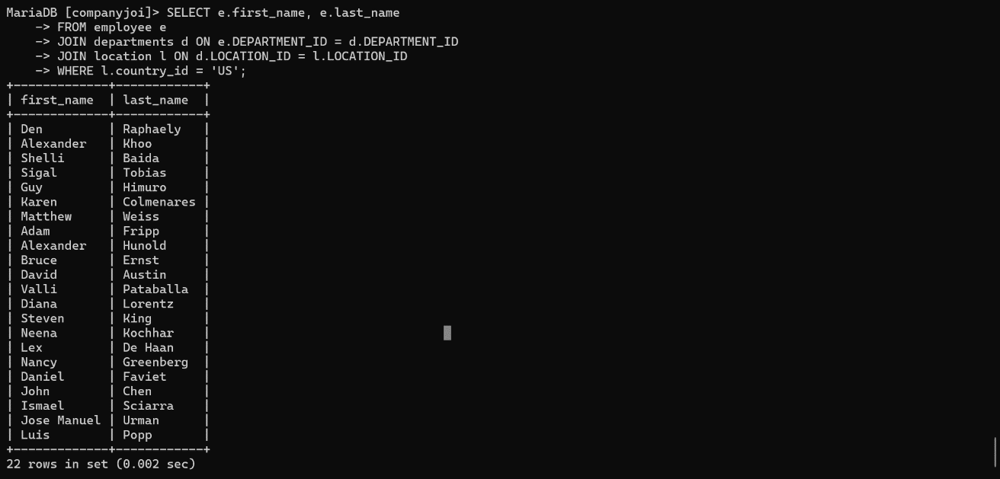 MariaDB [companyjoi]> SELECT e.first_name, e.last_name
    -> FROM employee e
    -> JOIN departments d ON e.DEPARTMENT_ID = d.DEPARTMENT_ID
    -> JOIN location l ON d.LOCATION_ID = l.LOCATION_ID
    -> WHERE l.country_id = 'US';
+-------------+------------+
| first_name  | last_name  |
+-------------+------------+
| Den         | Raphaely   |
| Alexander   | Khoo       |
| Shelli      | Baida      |
| Sigal       | Tobias     |
| Guy         | Himuro     |
| Karen       | Colmenares |
| Matthew     | Weiss      |
| Adam        | Fripp      |
| Alexander   | Hunold     |
| Bruce       | Ernst      |
| David       | Austin     |
| Valli       | Pataballa  |
| Diana       | Lorentz    |
| Steven      | King       |
| Neena       | Kochhar    |
| Lex         | De Haan    |
| Nancy       | Greenberg  |
| Daniel      | Faviet     |
| John        | Chen       |
| Ismael      | Sciarra    |
| Jose Manuel | Urman      |
| Luis        | Popp       |
+-------------+------------+
22 rows in set (0.002 sec)